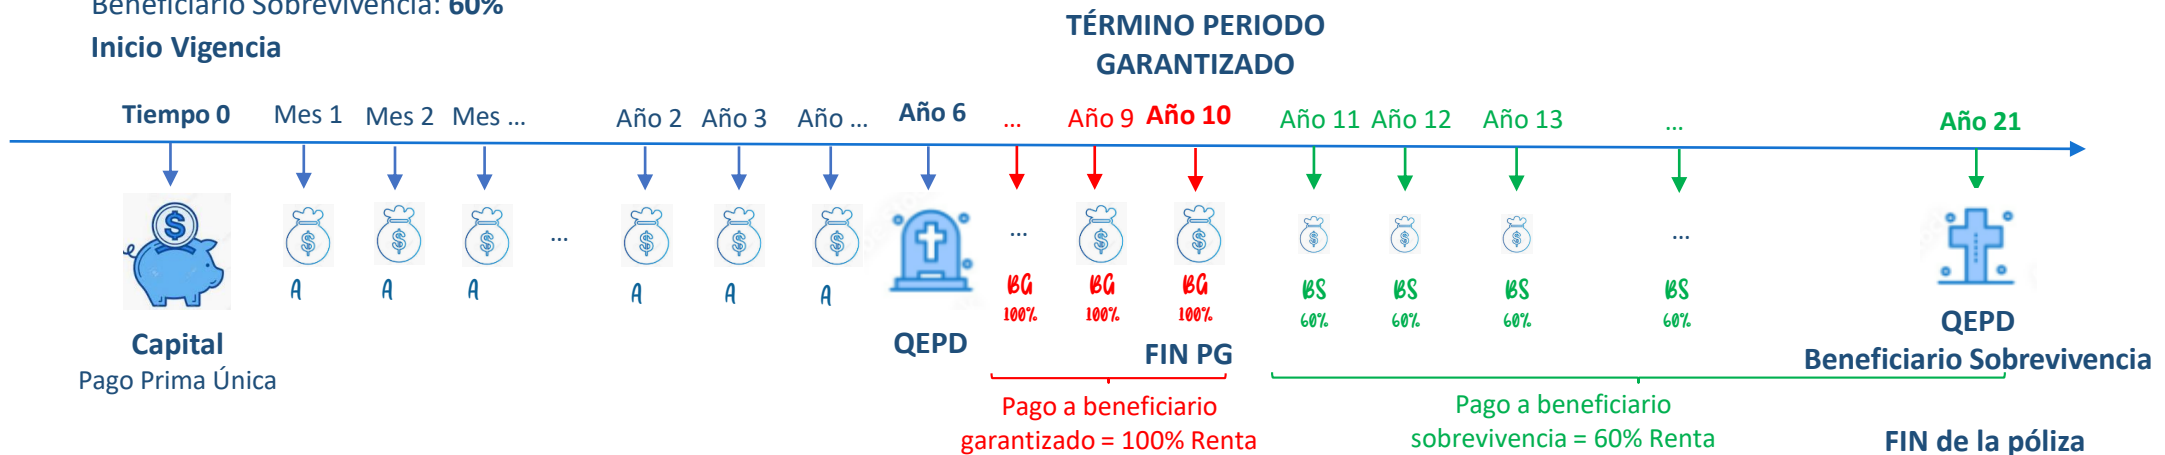 Beneficiario Sobrevivencia: 60%
Inicio Vigencia
TÉRMINO PERIODO
GARANTIZADO
Tiempo 0 Mes 1 Mes 2 Mes ... Año 2 Año 3 Año ... Año 6 ... Año 9 Año 10 Año 11 Año 12 Año 13 ... Año 21
$ $ $ $ ... $ $ $ ... $ $ $ $ $ ...
A A A A A A BG BG BG BS BS BS BS
100% 100% 100% 60% 60% 60% 60%
Capital
Pago Prima Única
QEPD
FIN PG
QEPD
Beneficiario Sobrevivencia
Pago a beneficiario
garantizado = 100% Renta
Pago a beneficiario
sobrevivencia = 60% Renta
FIN de la póliza